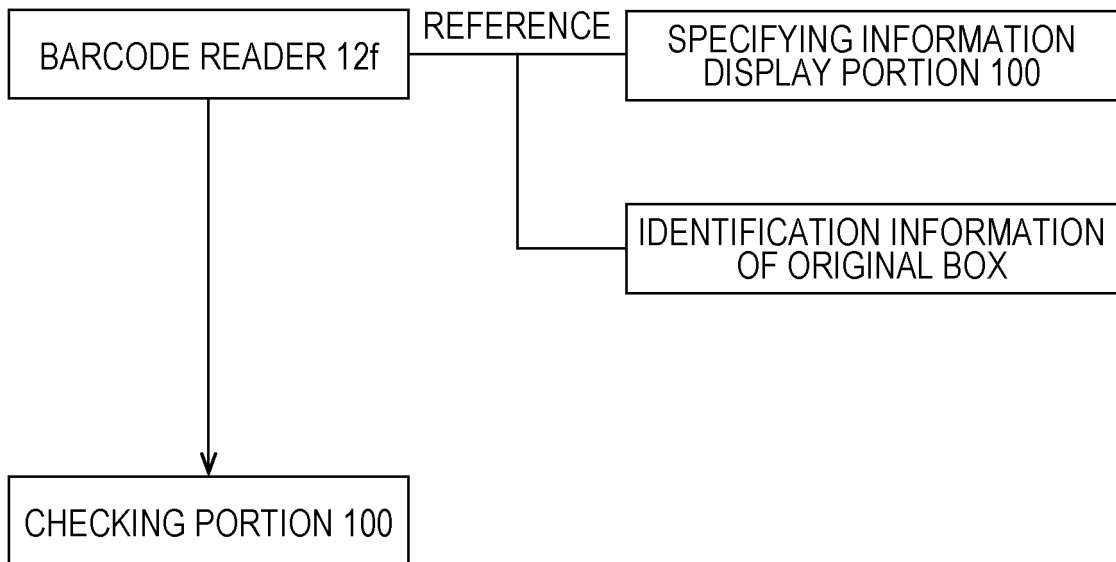 BARCODE READER 12f
REFERENCE
SPECIFYING INFORMATION
DISPLAY PORTION 100
IDENTIFICATION INFORMATION
OF ORIGINAL BOX
CHECKING PORTION 100